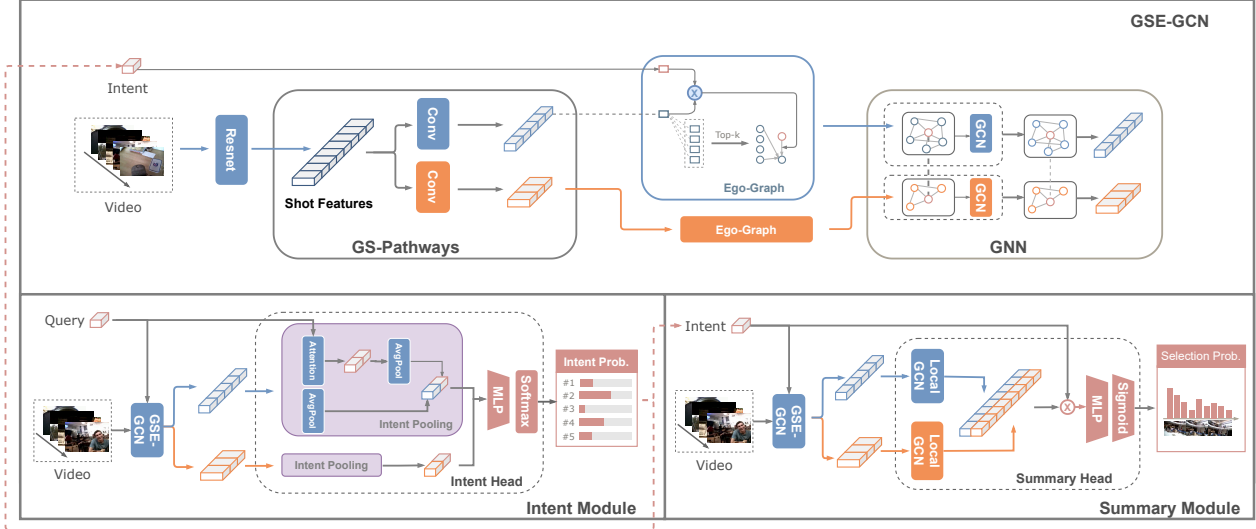 GSE-GCN
Intent
Video
Resnet
Shot Features
Conv
Conv
GS-Pathways
X
Top-k
Ego-Graph
Ego-Graph
GCN
GCN
GNN
Query
Video
GSE-
GCN
Attention
AvgPool
AvgPool
Intent Pooling
Intent Pooling
MLP
Softmax
Intent Head
Intent Prob.
#1
#2
#3
#4
#5
Intent Module
Intent
Video
GSE-
GCN
Local
GCN
Local
GCN
X
MLP
Sigmoid
Summary Head
Selection Prob.
Summary Module